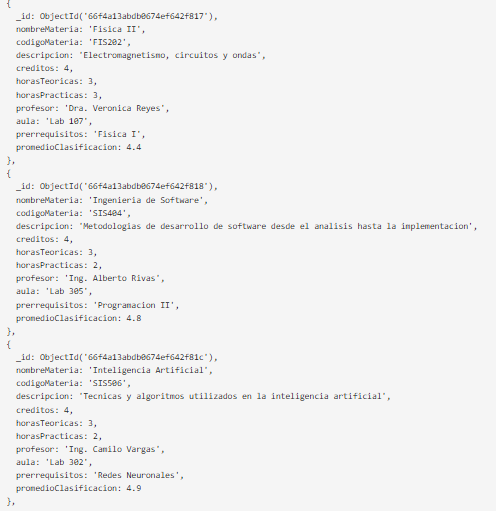 {
_id: ObjectId('66f4a13abdb0674ef642f817'),
nombreMateria: 'Fisica II',
codigoMateria: 'FIS202',
descripcion: 'Electromagnetismo, circuitos y ondas',
creditos: 4,
horasTeoricas: 3,
horasPracticas: 3,
profesor: 'Dra. Veronica Reyes',
aula: 'Lab 107',
prerrequisitos: 'Fisica I',
promedioClasificacion: 4.4
},
{
_id: ObjectId('66f4a13abdb0674ef642f818'),
nombreMateria: 'Ingenieria de Software',
codigoMateria: 'SIS404',
descripcion: 'Metodologias de desarrollo de software desde el analisis hasta la implementacion',
creditos: 4,
horasTeoricas: 3,
horasPracticas: 2,
profesor: 'Ing. Alberto Rivas',
aula: 'Lab 305',
prerrequisitos: 'Programacion II',
promedioClasificacion: 4.8
},
{
_id: ObjectId('66f4a13abdb0674ef642f81c'),
nombreMateria: 'Inteligencia Artificial',
codigoMateria: 'SIS506',
descripcion: 'Tecnicas y algoritmos utilizados en la inteligencia artificial',
creditos: 4,
horasTeoricas: 3,
horasPracticas: 2,
profesor: 'Ing. Camilo Vargas',
aula: 'Lab 302',
prerrequisitos: 'Redes Neuronales',
promedioClasificacion: 4.9
},